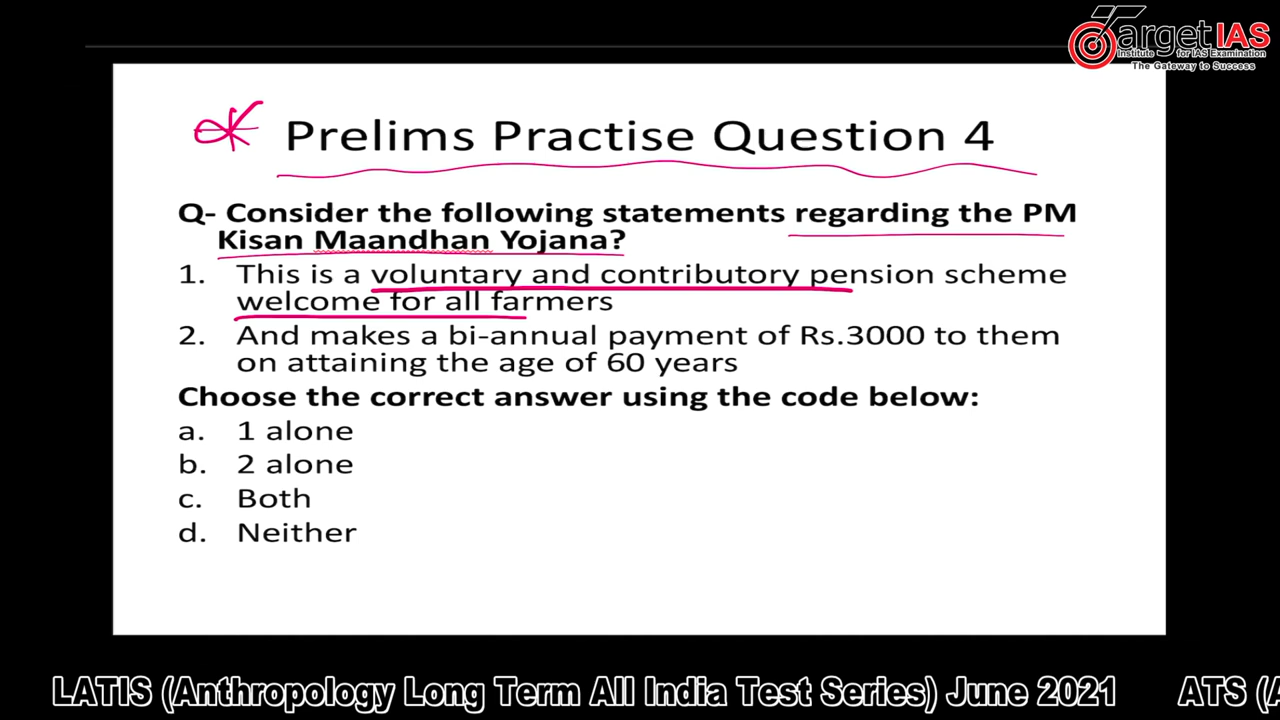 Target IAS
Institute for IAS Examination
The Gateway to Success
Prelims Practise Question 4
Q- Consider the following statements regarding the PM
Kisan Maandhan Yojana?
1. This is a voluntary and contributory pension scheme
welcome for all farmers
2. And makes a bi-annual payment of Rs.3000 to them
on attaining the age of 60 years
Choose the correct answer using the code below:
a. 1 alone
b. 2 alone
c. Both
d. Neither
LATIS (Anthropology Long Term All India Test Series) June 2021 ATS (A